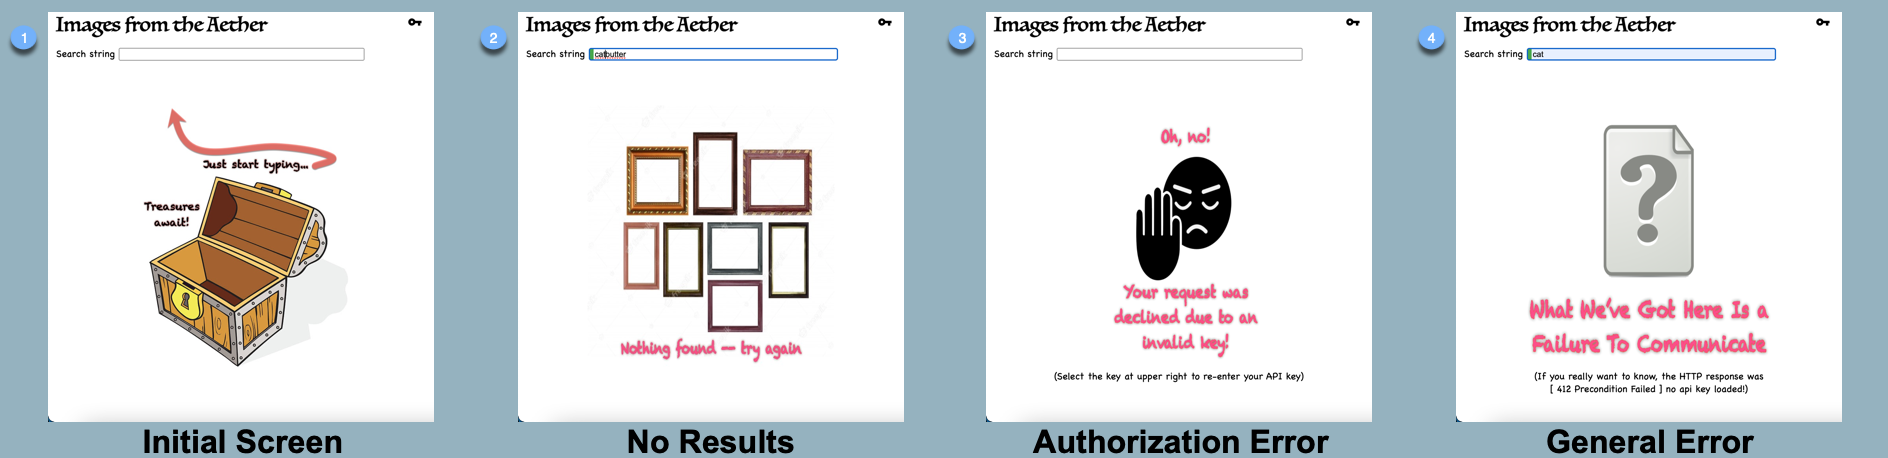 1
Images from the Aether
Search string
Just start typing...
Treasures
await!
Initial Screen
2
Images from the Aether
Search string catbutter
Nothing found -- try again
No Results
3
Images from the Aether
Search string
Oh, no!
Your request was
declined due to an
invalid key!
(Select the key at upper right to re-enter your API key)
Authorization Error
4
Images from the Aether
Search string cat
What We've Got Here Is a
Failure To Communicate
(If you really want to know, the HTTP response was
[ 412 Precondition Failed ] no api key loaded!)
General Error